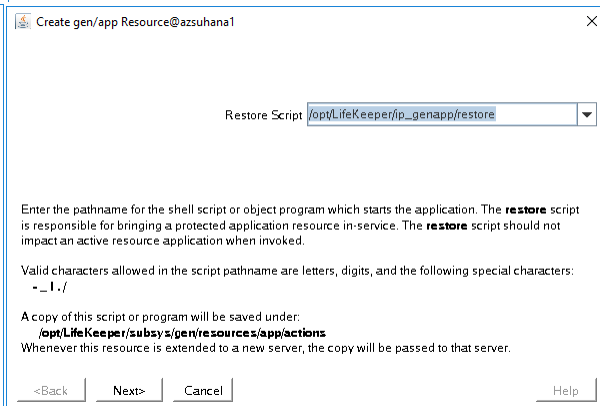 Create gen/app Resource@azsuhana1
Restore Script /opt/LifeKeeper/ip_genapp/restore
Enter the pathname for the shell script or object program which starts the application. The restore script
is responsible for bringing a protected application resource in-service. The restore script should not
impact an active resource application when invoked.
Valid characters allowed in the script pathname are letters, digits, and the following special characters:
- _ ! . /
A copy of this script or program will be saved under:
/opt/LifeKeeper/subsys/gen/resources/app/actions
Whenever this resource is extended to a new server, the copy will be passed to that server.
<Back Next> Cancel Help